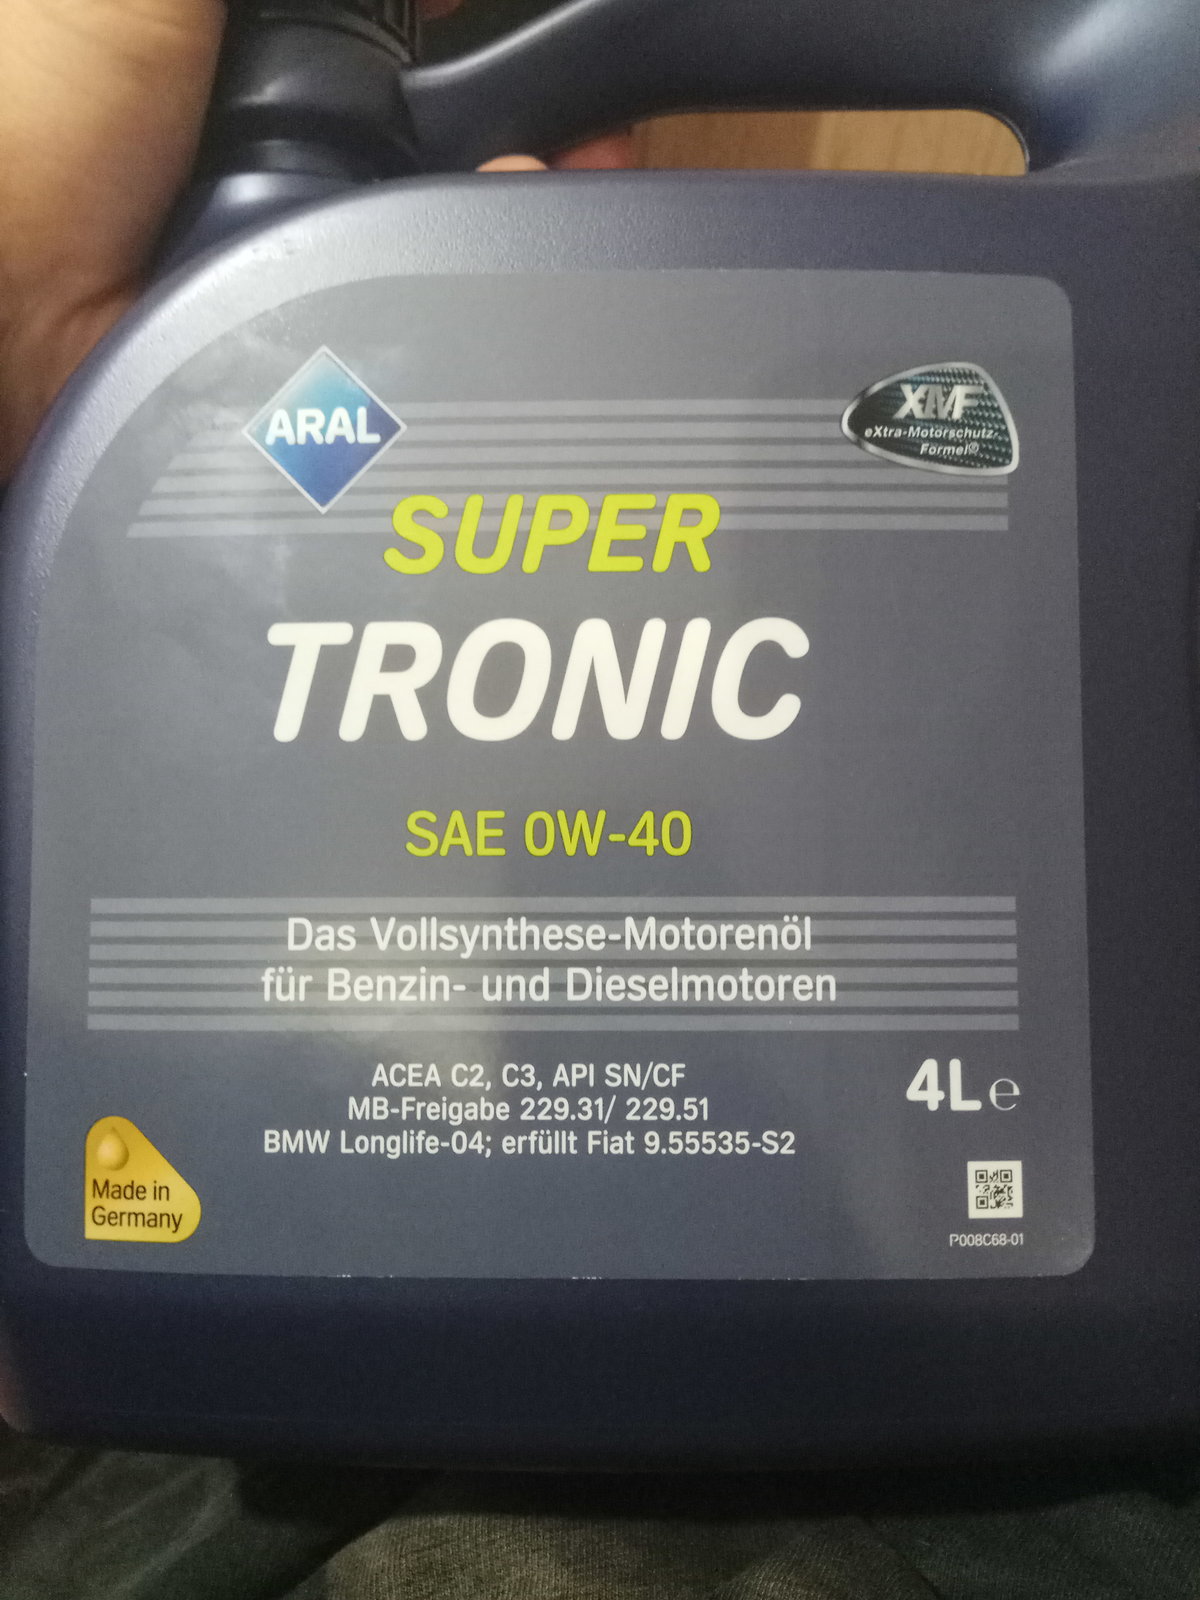 ARAL
XMF
eXtra-Motorschutz
Formel®
SUPER
TRONIC
SAE 0W-40
Das Vollsynthese-Motorenöl
für Benzin- und Dieselmotoren
ACEA C2, C3, API SN/CF
MB-Freigabe 229.31/ 229.51
BMW Longlife-04; erfüllt Fiat 9.55535-S2
4L e
Made in
Germany
P008C68-01